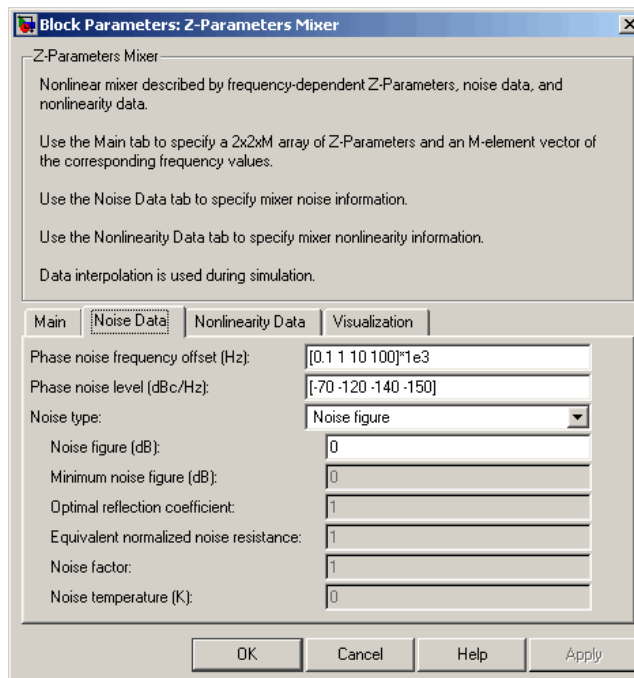 Block Parameters: Z-Parameters Mixer
Z-Parameters Mixer
Nonlinear mixer described by frequency-dependent Z-Parameters, noise data, and
nonlinearity data.
Use the Main tab to specify a 2x2xM array of Z-Parameters and an M-element vector of
the corresponding frequency values.
Use the Noise Data tab to specify mixer noise information.
Use the Nonlinearity Data tab to specify mixer nonlinearity information.
Data interpolation is used during simulation.
Main Noise Data Nonlinearity Data Visualization
Phase noise frequency offset (Hz): [0.1 1 10 100]*1e3
Phase noise level (dBc/Hz): [-70 -120 -140 -150]
Noise type: Noise figure
Noise figure (dB): 0
Minimum noise figure (dB): 0
Optimal reflection coefficient: 1
Equivalent normalized noise resistance: 1
Noise factor: 1
Noise temperature (K): 0
OK Cancel Help Apply